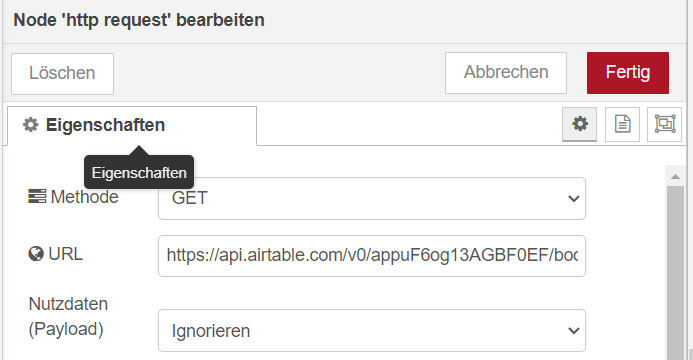 Node 'http request' bearbeiten
Löschen
Abbrechen
Fertig
Eigenschaften
Eigenschaften
Methode
GET
URL
https://api.airtable.com/v0/appuF6og13AGBF0EF/boo
Nutzdaten
(Payload)
Ignorieren